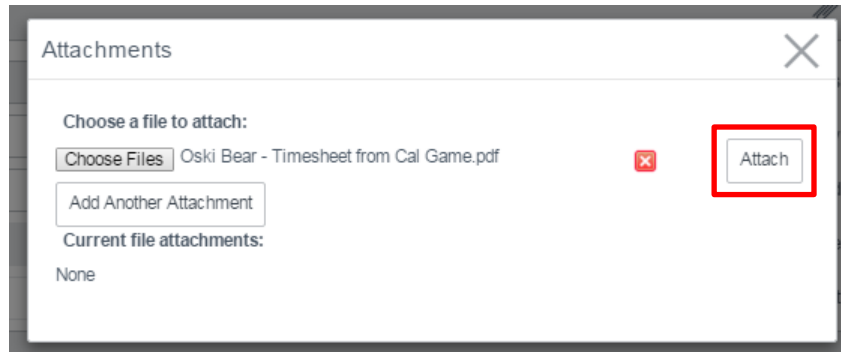 Attachments
Choose a file to attach:
Choose Files Oski Bear - Timesheet from Cal Game.pdf Attach
Add Another Attachment
Current file attachments:
None